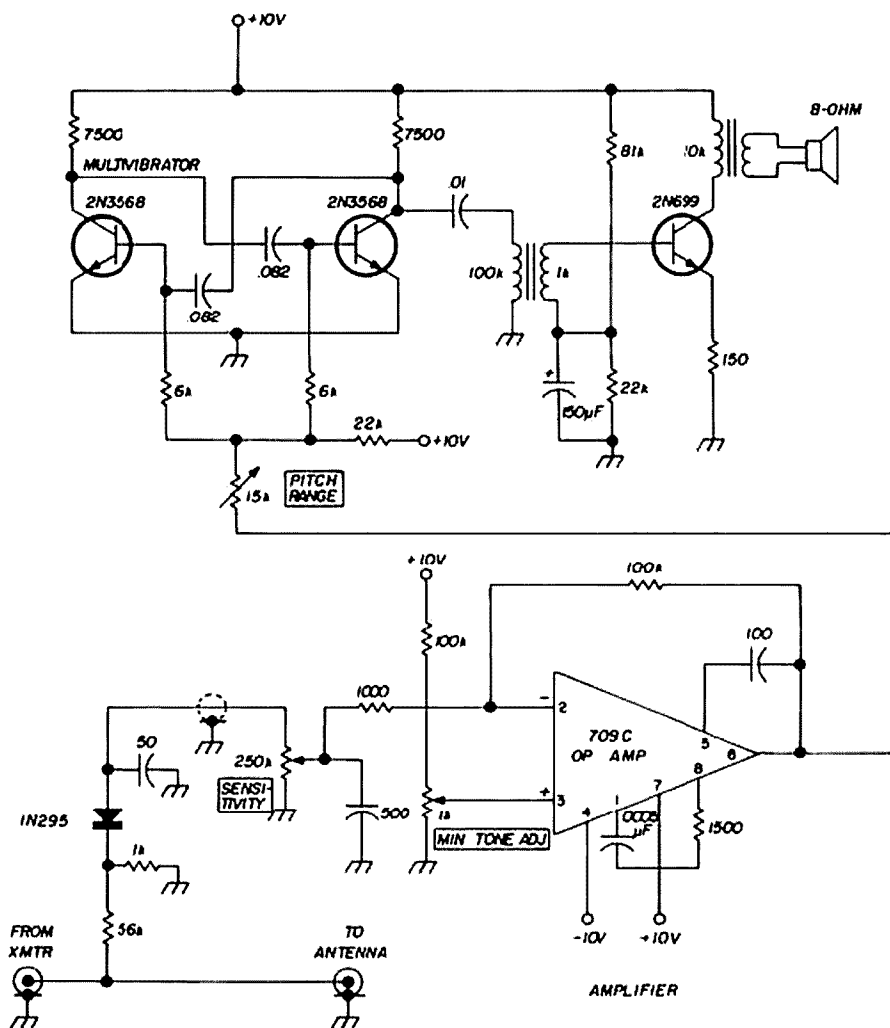 +10V
8-OHM
7500
7500
81k
10k
MULTIVIBRATOR
2N3568
2N3568
.01
2N699
.082
.082
100k
1k
6k
6k
+
150µF
22k
150
22k
+10V
15k
PITCH
RANGE
+10V
100k
100k
100
1000
-
2
709C
OP AMP
5
6
50
250k
SENSI-
TIVITY
+
3
8
7
1N295
500
1k
MIN TONE ADJ
4
1
.0005
µF
1500
1k
FROM
XMTR
56k
TO
ANTENNA
-10V
+10V
AMPLIFIER